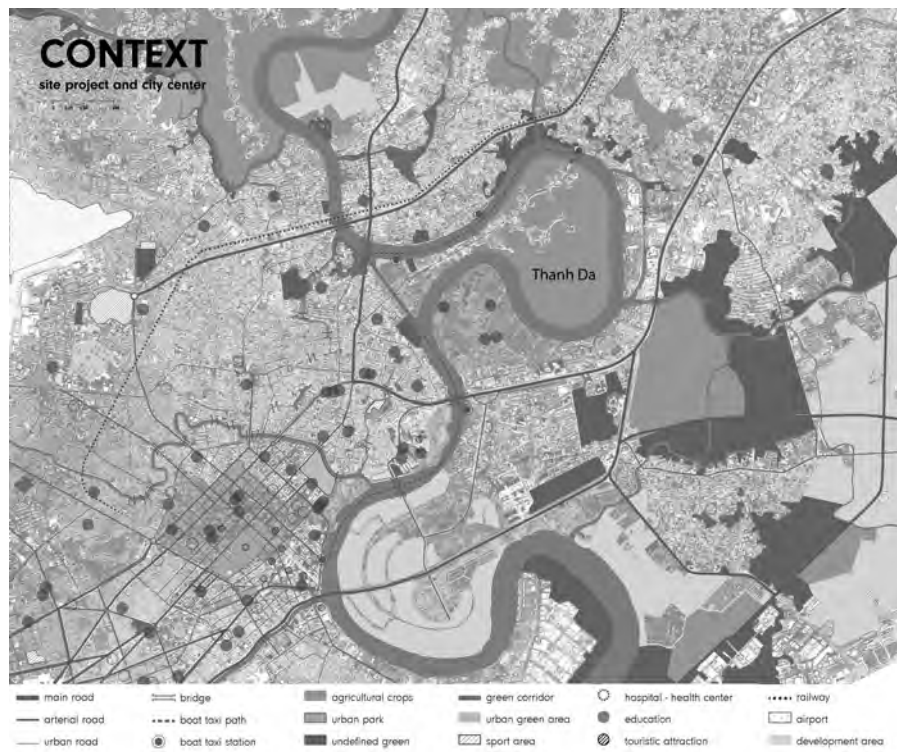 CONTEXT
site project and city center
Thanh Da
main road
bridge
agricultural crops
green corridor
hospital - health center
railway
arterial road
boat taxi path
urban park
urban green area
education
airport
urban road
boat taxi station
undefined green
sport area
touristic attraction
development area